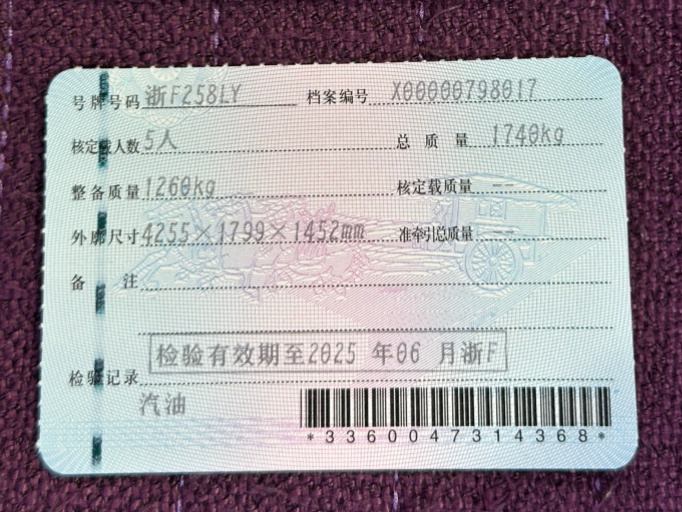 号牌号码 浙F258LY 档案编号 X00000798017
核定载人数 5人 总质量 1740kg
整备质量 1260kg 核定载质量 --
外廓尺寸 4255×1799×1452mm 准牵引总质量 --
备注
检验有效期至2025 年06 月浙F
检验记录
汽油
*3360047314368*